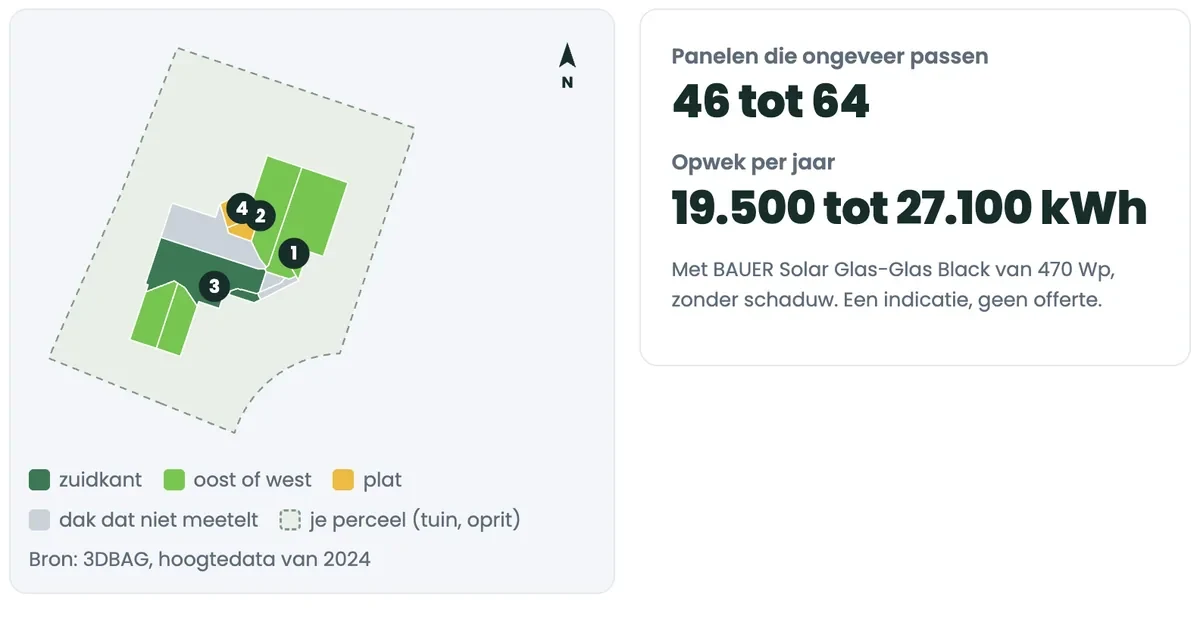 N
4
2
1
3
zuidkant
oost of west
plat
dak dat niet meetelt
je perceel (tuin, oprit)
Bron: 3DBAG, hoogtedata van 2024
Panelen die ongeveer passen
46 tot 64
Opwek per jaar
19.500 tot 27.100 kWh
Met BAUER Solar Glas-Glas Black van 470 Wp,
zonder schaduw. Een indicatie, geen offerte.